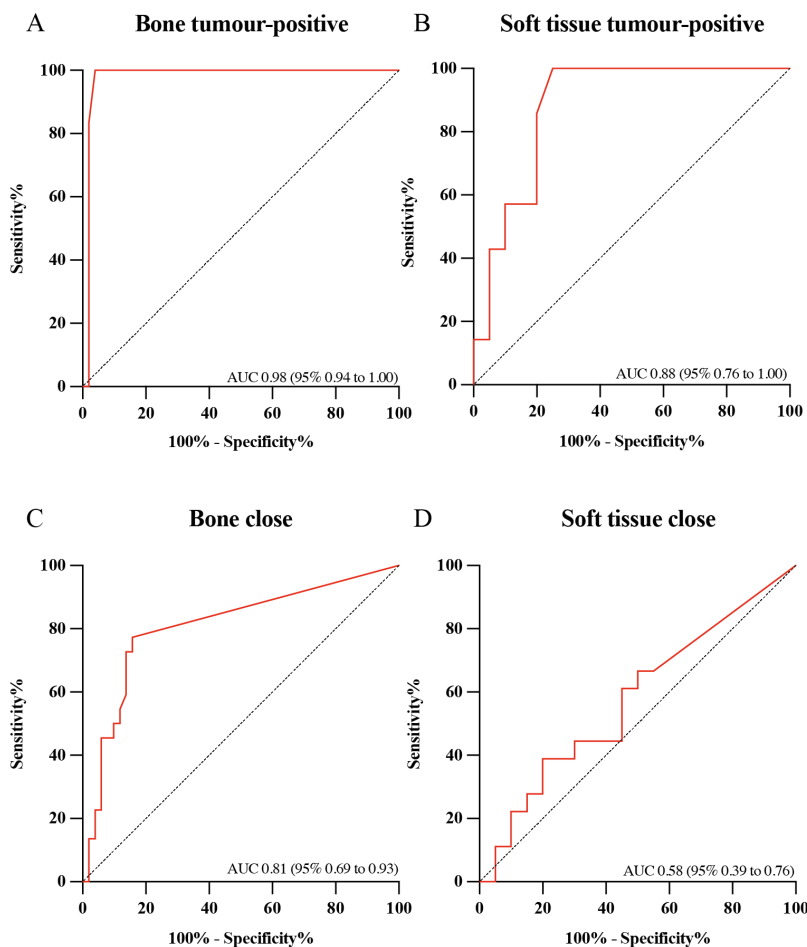 A
Bone tumour-positive
100
80
60
40
20
0
Sensitivity%
0 20 40 60 80 100
100% - Specificity%
AUC 0.98 (95% 0.94 to 1.00)
B
Soft tissue tumour-positive
100
80
60
40
20
0
Sensitivity%
0 20 40 60 80 100
100% - Specificity%
AUC 0.88 (95% 0.76 to 1.00)
C
Bone close
100
80
60
40
20
0
Sensitivity%
0 20 40 60 80 100
100% - Specificity%
AUC 0.81 (95% 0.69 to 0.93)
D
Soft tissue close
100
80
60
40
20
0
Sensitivity%
0 20 40 60 80 100
100% - Specificity%
AUC 0.58 (95% 0.39 to 0.76)